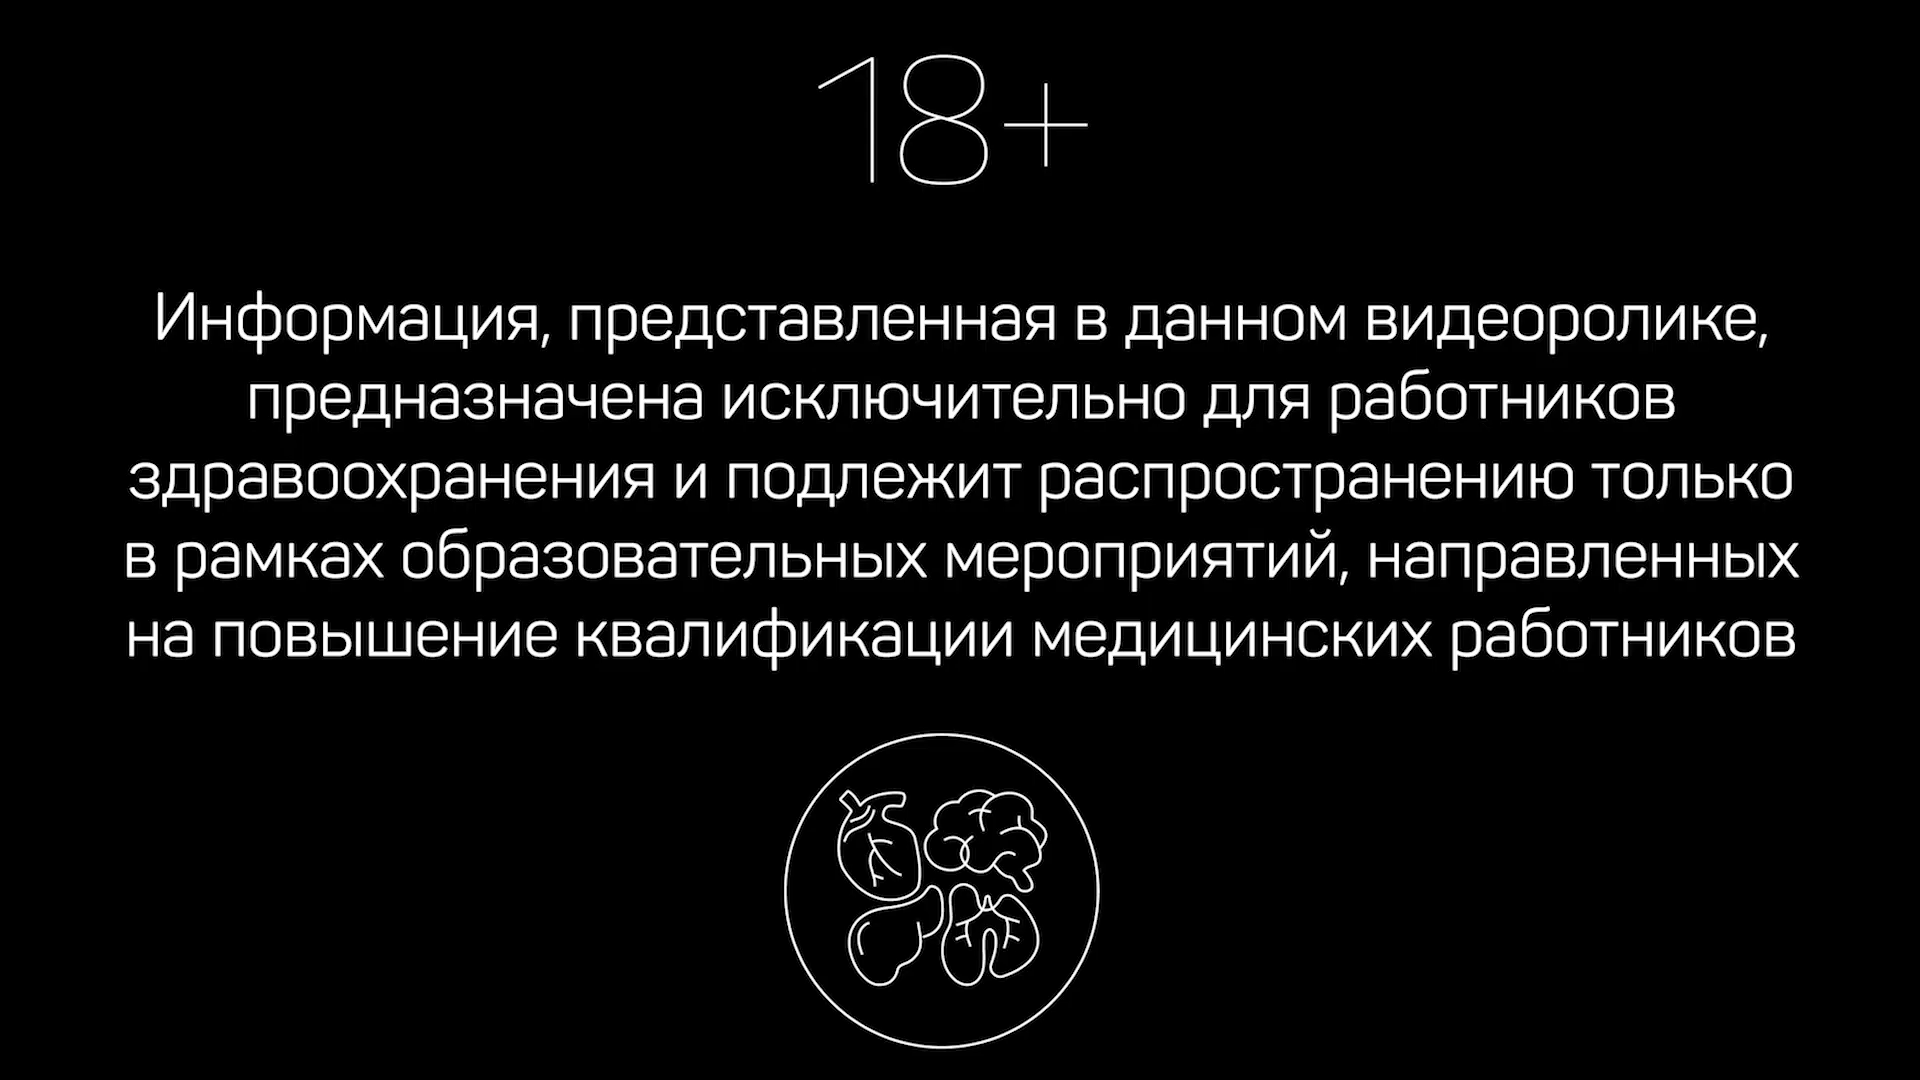 18+
Информация, представленная в данном видеоролике,
предназначена исключительно для работников
здравоохранения и подлежит распространению только
в рамках образовательных мероприятий, направленных
на повышение квалификации медицинских работников